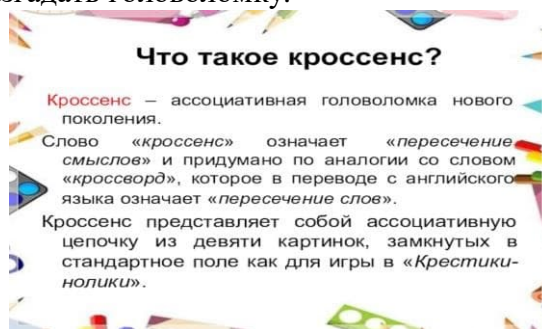 згадать головоломку.
Что такое кроссенс?
Кроссенс – ассоциативная головоломка нового
поколения.
Слово «кроссенс» означает «пересечение
смыслов» и придумано по аналогии со словом
«кроссворд», которое в переводе с английского
языка означает «пересечение слов».
Кроссенс представляет собой ассоциативную
цепочку из девяти картинок, замкнутых в
стандартное поле как для игры в «Крестики-
нолики».